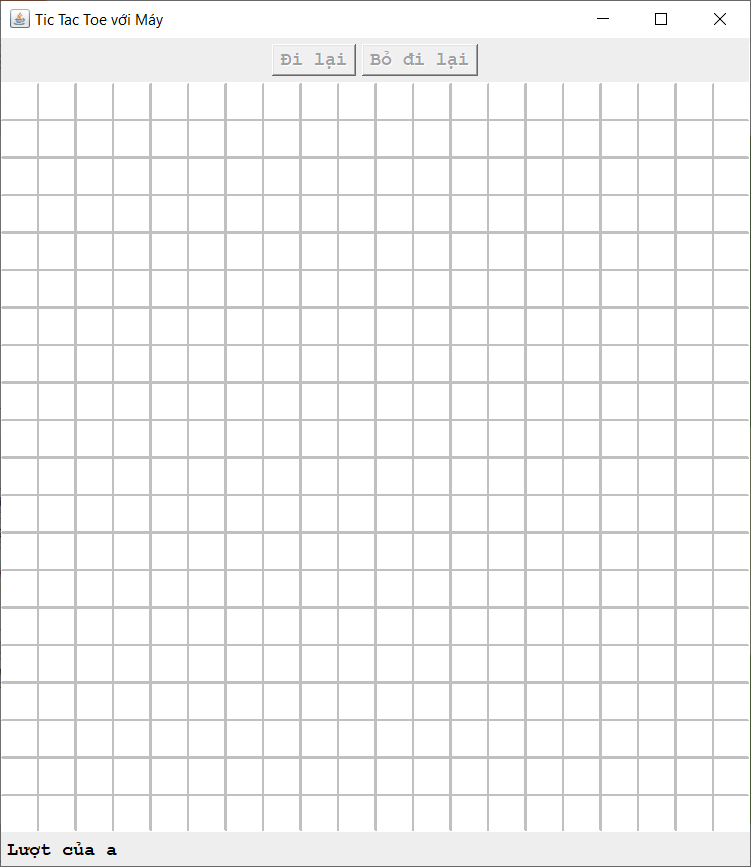 Tic Tac Toe với Máy
Đi lại Bỏ đi lại
Lượt của a